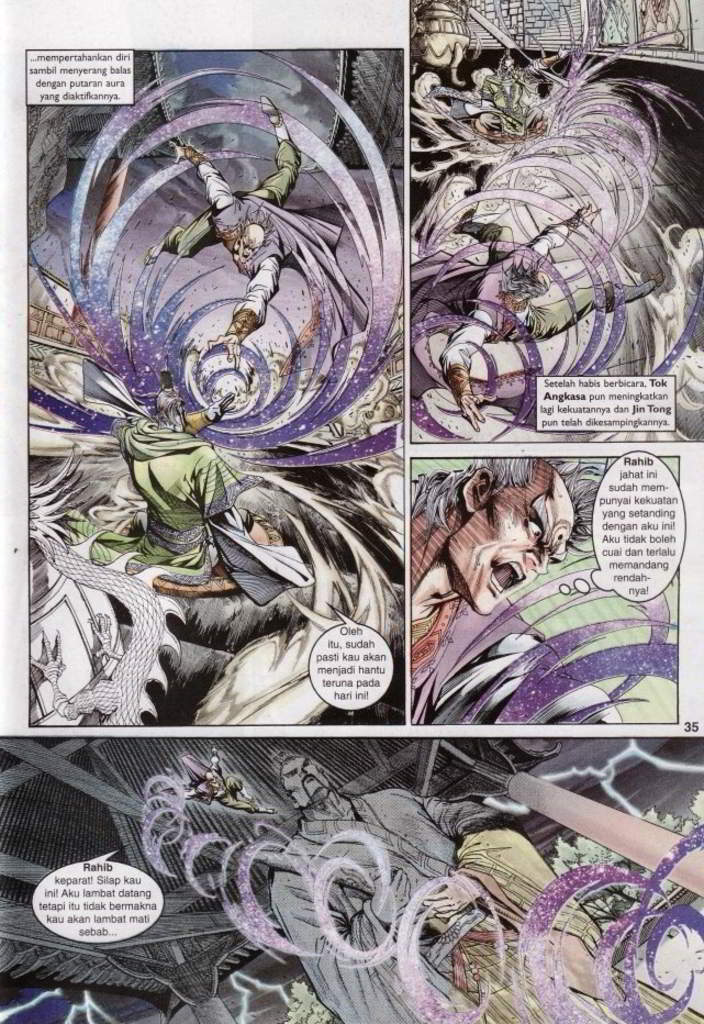 ...mempertahankan diri
sambil menyerang balas
dengan putaran aura
yang diaktifkannya.
Oleh
itu, sudah
pasti kau akan
menjadi hantu
teruna pada
hari ini!
Setelah habis berbicara, Tok
Angkasa pun meningkatkan
lagi kekuatannya dan Jin Tong
pun telah dikesampingkannya.
Rahib
jahat ini
sudah mem-
punyai kekuatan
yang setanding
dengan aku ini!
Aku tidak boleh
cuai dan terlalu
memandang
rendah-
nya!
35
Rahib
keparat! Silap kau
ini! Aku lambat datang
tetapi itu tidak bermakna
kau akan lambat mati
sebab...